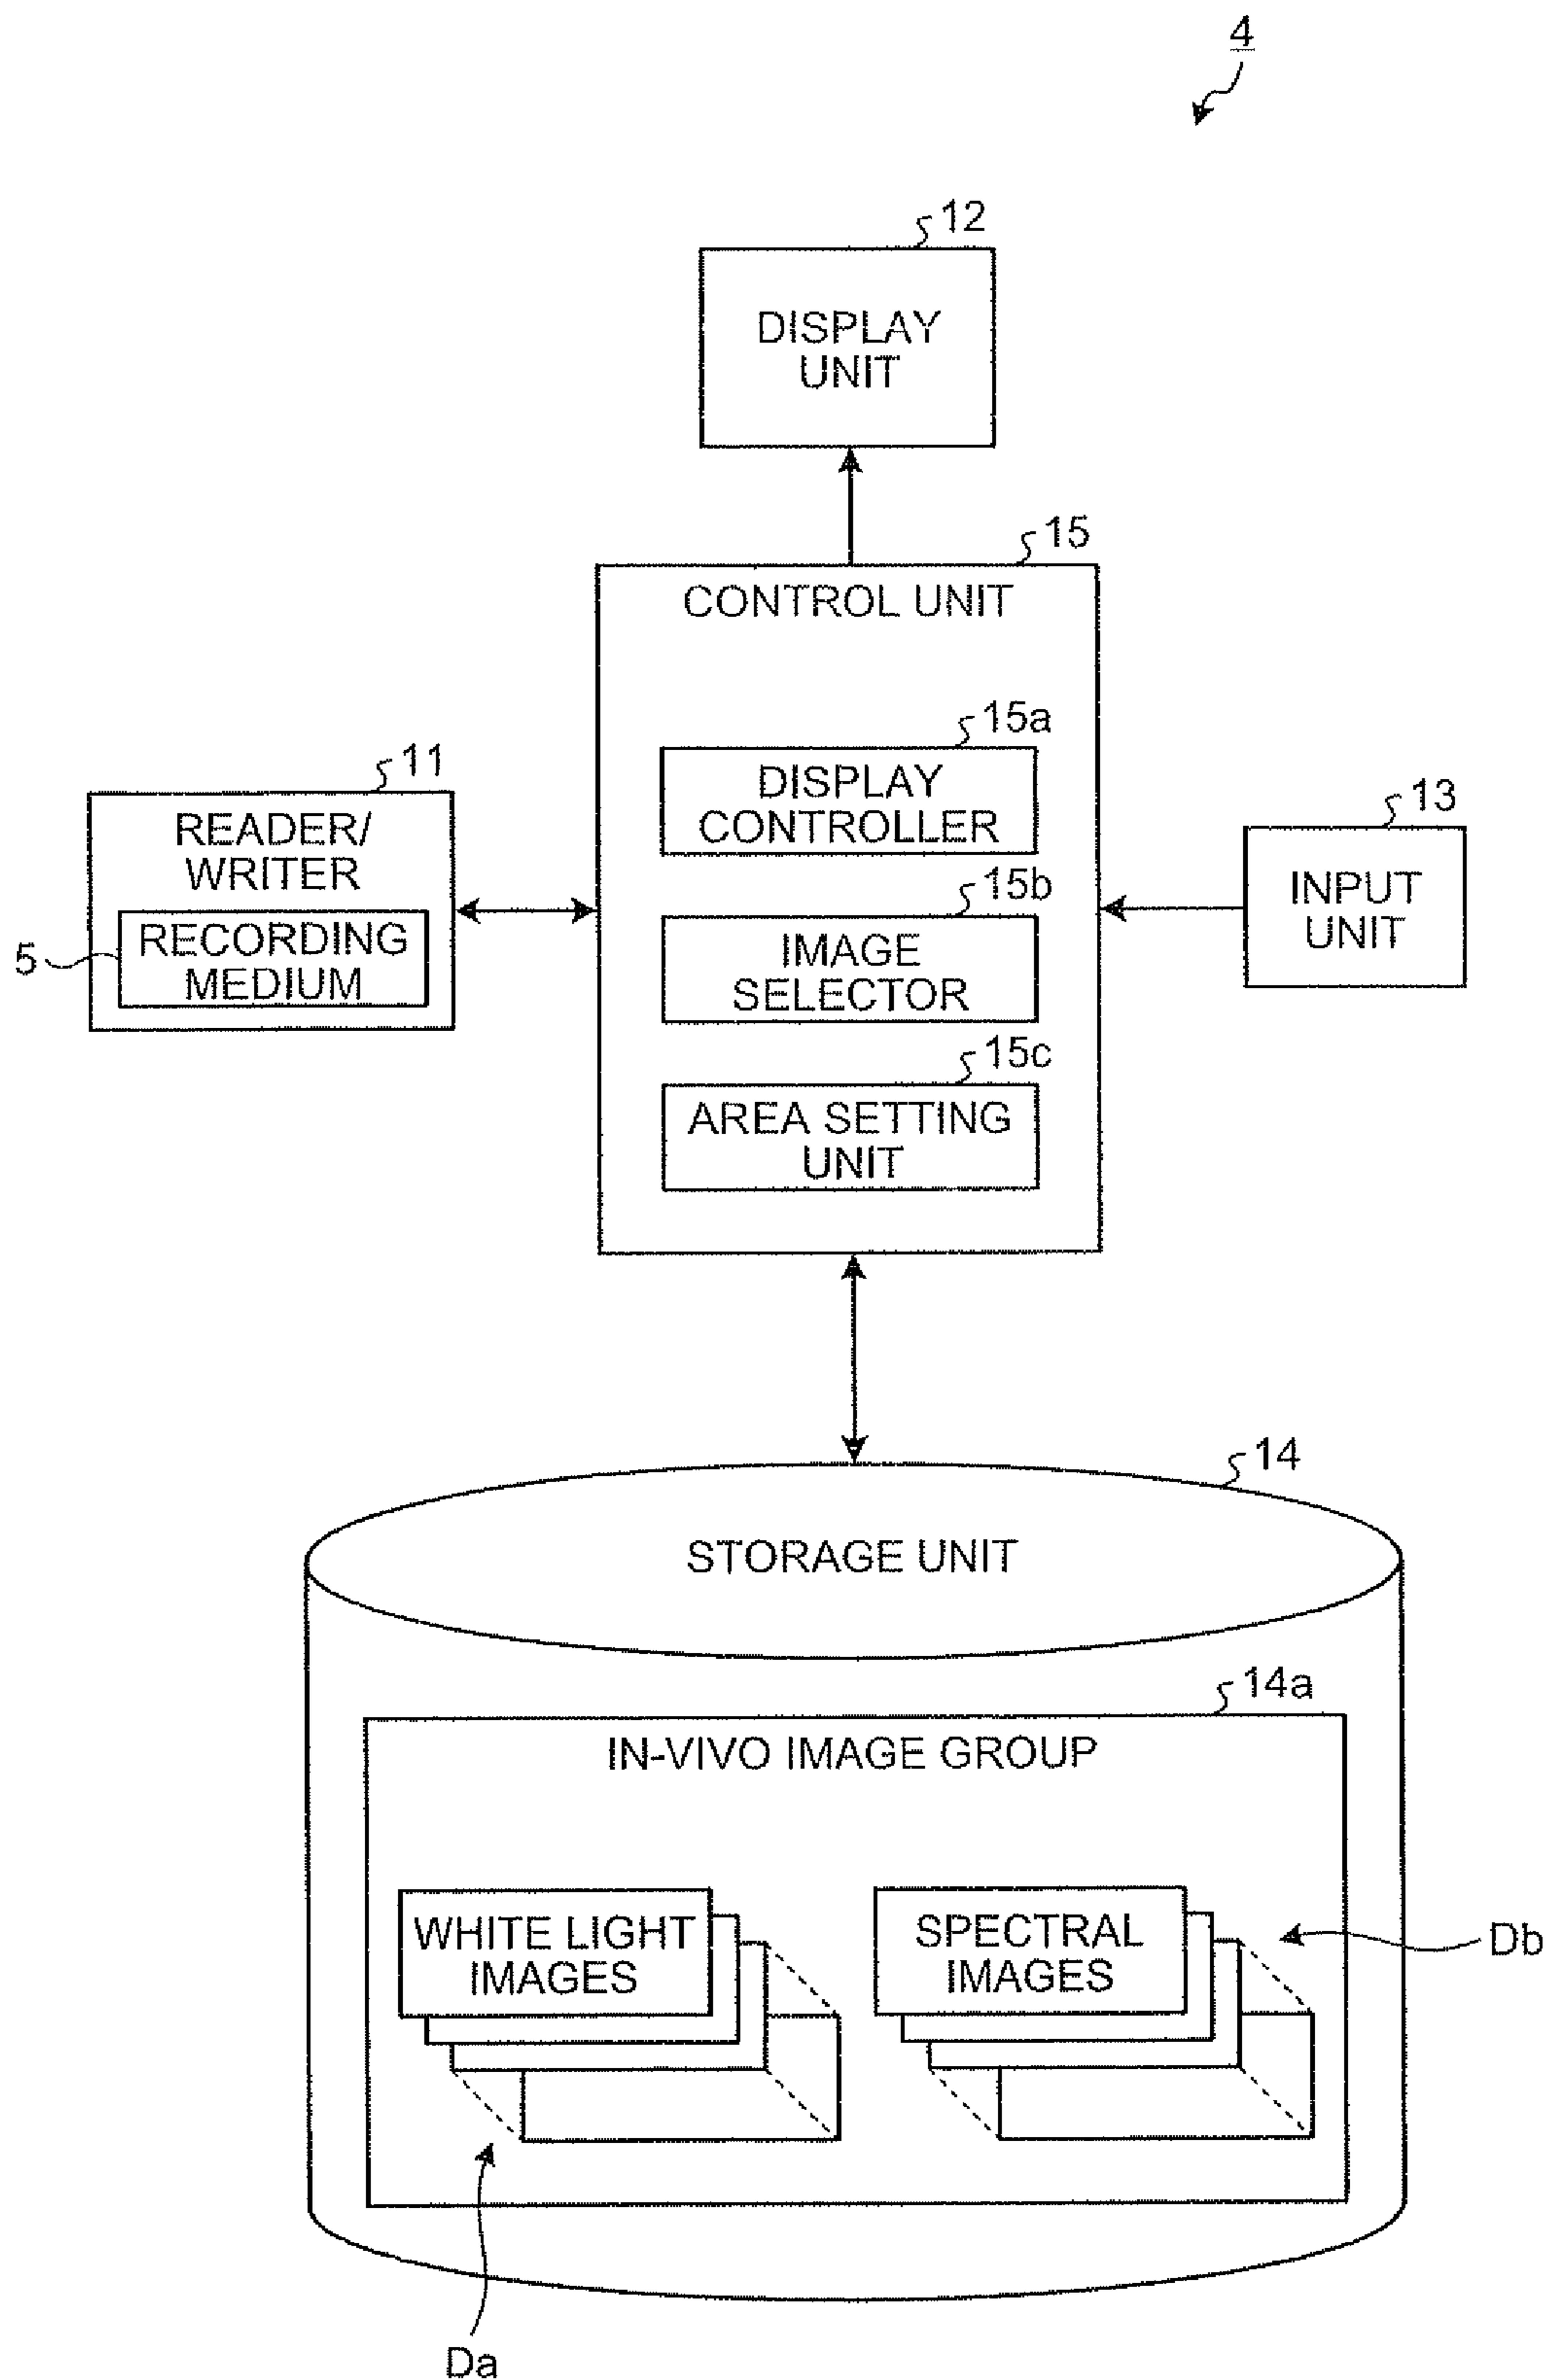 4
12
DISPLAY
UNIT
15
CONTROL UNIT
15a
DISPLAY
CONTROLLER
11
READER/
WRITER
5
RECORDING
MEDIUM
15b
IMAGE
SELECTOR
13
INPUT
UNIT
15c
AREA SETTING
UNIT
14
STORAGE UNIT
14a
IN-VIVO IMAGE GROUP
WHITE LIGHT
IMAGES
SPECTRAL
IMAGES
Db
Da